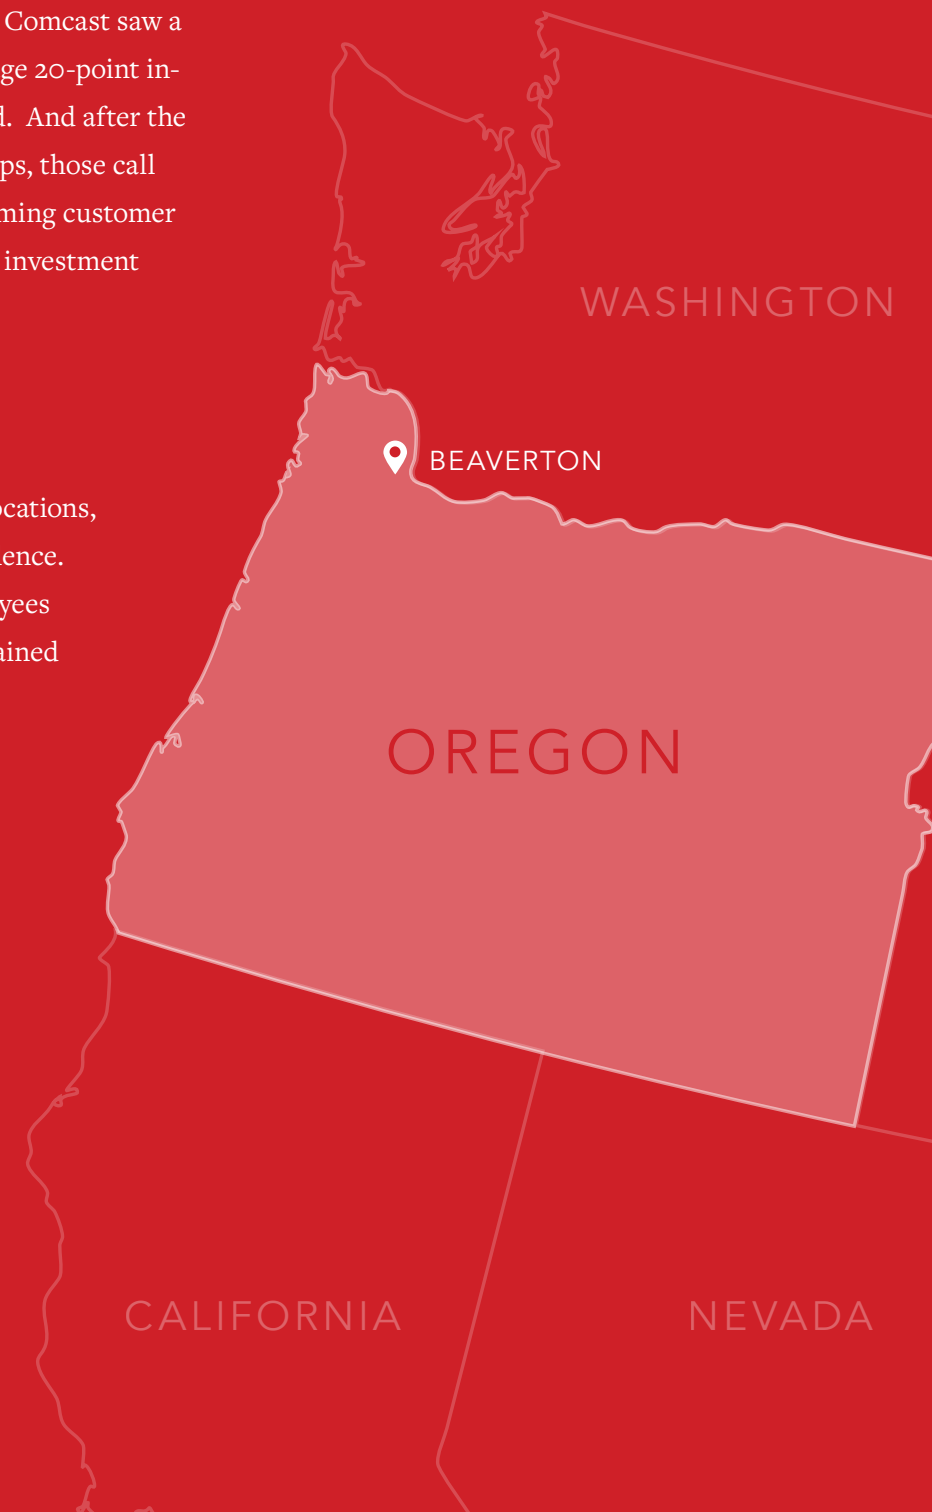 Comcast saw a
ge 20-point in-
d. And after the
ps, those call
ming customer
investment
WASHINGTON
BEAVERTON
ocations,
ience.
yees
ained
OREGON
CALIFORNIA
NEVADA